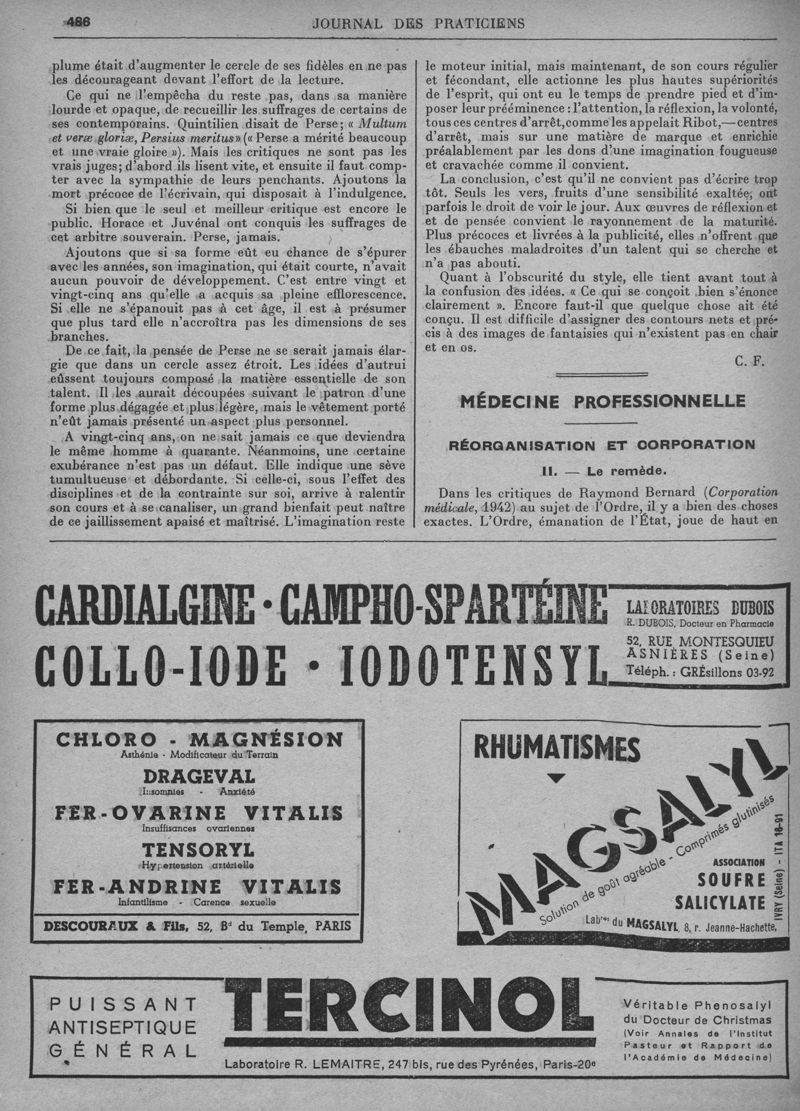 486
JOURNAL DES PRATICIENS
plume était d'augmenter le cercle de ses fidèles en ne pas
les décourageant devant l'effort de la lecture.
Ce qui ne l'empêcha du reste pas, dans sa manière
lourde et opaque, de recueillir les suffrages de certains de
ses contemporains. Quintilien disait de Perse; « Multum
et veræ gloriæ, Persius meritus» (« Perse a mérité beaucoup
et une vraie gloire »). Mais les critiques ne sont pas les
vrais juges; d'abord ils lisent vite, et ensuite il faut comp-
ter avec la sympathie de leurs penchants. Ajoutons la
mort précoce de l'écrivain, qui disposait à l'indulgence.
Si bien que le seul et meilleur critique est encore le
public. Horace et Juvénal ont conquis les suffrages de
cet arbitre souverain. Perse, jamais.
Ajoutons que si sa forme eût eu chance de s'épurer
avec les années, son imagination, qui était courte, n'avait
aucun pouvoir de développement. C'est entre vingt et
vingt-cinq ans qu'elle a acquis sa pleine efflorescence.
Si elle ne s'épanouit pas à cet âge, il est à présumer
que plus tard elle n'accroîtra pas les dimensions de ses
branches.
De ce fait, la pensée de Perse ne se serait jamais élar-
gie que dans un cercle assez étroit. Les idées d'autrui
eûssent toujours composé la matière essentielle de son
talent. Il les aurait découpées suivant le patron d'une
forme plus dégagée et plus légère, mais le vêtement porté
n'eût jamais présenté un aspect plus personnel.
A vingt-cinq ans, on ne sait jamais ce que deviendra
le même homme à quarante. Néanmoins, une certaine
exubérance n'est pas un défaut. Elle indique une sève
tumultueuse et débordante. Si celle-ci, sous l'effet des
disciplines et de la contrainte sur soi, arrive à ralentir
son cours et à se canaliser, un grand bienfait peut naître
de ce jaillissement apaisé et maîtrisé. L'imagination reste
le moteur initial, mais maintenant, de son cours régulier
et fécondant, elle actionne les plus hautes supériorités
de l'esprit, qui ont eu le temps de prendre pied et d'im-
poser leur prééminence : l'attention, la réflexion, la volonté,
tous ces centres d'arrêt, comme les appelait Ribot,— centres
d'arrêt, mais sur une matière de marque et enrichie
préalablement par les dons d'une imagination fougueuse
et cravachée comme il convient.
La conclusion, c'est qu'il ne convient pas d'écrire trop
tôt. Seuls les vers, fruits d'une sensibilité exaltée, ont
parfois le droit de voir le jour. Aux œuvres de réflexion et
et de pensée convient le rayonnement de la maturité.
Plus précoces et livrées à la publicité, elles n'offrent que
les ébauches maladroites d'un talent qui se cherche et
n'a pas abouti.
Quant à l'obscurité du style, elle tient avant tout à
la confusion des idées. « Ce qui se conçoit bien s'énonce
clairement ». Encore faut-il que quelque chose ait été
conçu. Il est difficile d'assigner des contours nets et pré-
cis à des images de fantaisies qui n'existent pas en chair
et en os.
C. F.
MÉDECINE PROFESSIONNELLE
RÉORGANISATION ET CORPORATION
II. — Le remède.
Dans les critiques de Raymond Bernard (Corporation
médicale, 1942) au sujet de l'Ordre, il y a bien des choses
exactes. L'Ordre, émanation de l'État, joue de haut en
CARDIALGINE · CAMPHO-SPARTÉINE
COLLO-IODE · IODOTENSYL
LABORATOIRES DUBOIS
R. DUBOIS, Docteur en Pharmacie
52, RUE MONTESQUIEU
ASNIÈRES (Seine)
Téléph. : GRÉsillons 03-92
CHLORO - MAGNÉSION
Asthénie - Modificateur du Terrain
DRAGEVAL
Insomnies - Anxiété
FER-OVARINE VITALIS
Insuffisances ovariennes
TENSORYL
Hypertension artérielle
FER-ANDRINE VITALIS
Infantilisme - Carence sexuelle
DESCOURAUX & Fils, 52, Bd du Temple, PARIS
RHUMATISMES
MAGSALYL
Solution de goût agréable - Comprimés glutinisés
ASSOCIATION
SOUFRE
SALICYLATE
Labres du MAGSALYL, 8, r. Jeanne-Hachette,
IVRY (Seine) - ITA 16-91
PUISSANT
ANTISEPTIQUE
GÉNÉRAL
TERCINOL
Laboratoire R. LEMAITRE, 247 bis, rue des Pyrénées, Paris-20e
Véritable Phenosalyl
du Docteur de Christmas
(Voir Annales de l'Institut
Pasteur et Rapport de
l'Académie de Médecine)